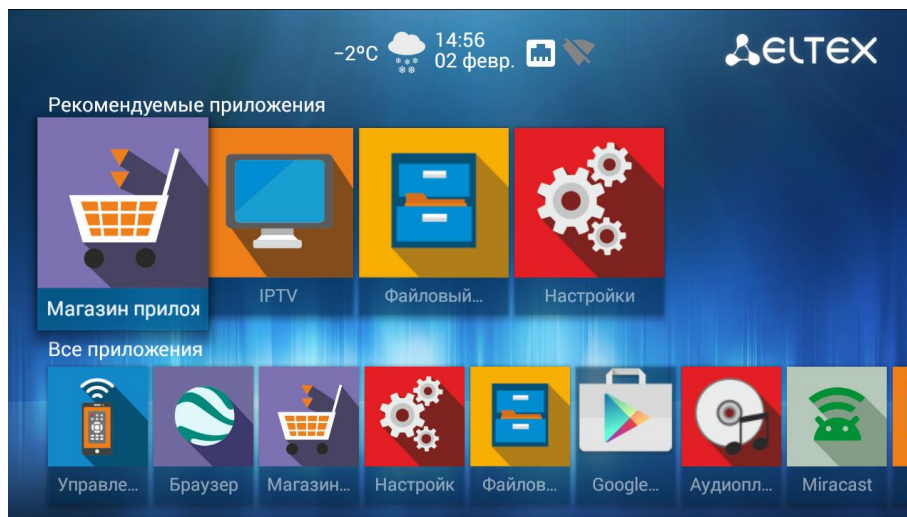 -2ºC
14:56
02 февр.
ELTEX
Рекомендуемые приложения
Магазин прилож
IPTV
Файловый...
Настройки
Все приложения
Управле...
Браузер
Магазин...
Настройк
Файлов...
Google...
Аудиопл...
Miracast